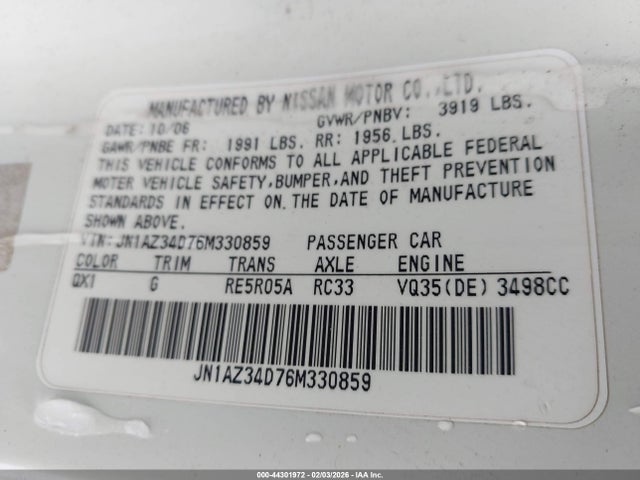 MANUFACTURED BY NISSAN MOTOR CO.,LTD.
DATE: 10/06 GVWR/PNBV: 3919 LBS.
GAWR/PNBE FR: 1991 LBS. RR: 1956 LBS.
THIS VEHICLE CONFORMS TO ALL APPLICABLE FEDERAL
MOTOR VEHICLE SAFETY,BUMPER,AND THEFT PREVENTION
STANDARDS IN EFFECT ON THE DATE OF MANUFACTURE
SHOWN ABOVE.
VIN: JN1AZ34D76M330859 PASSENGER CAR
COLOR TRIM TRANS AXLE ENGINE
QX1 G RE5R05A RC33 VQ35(DE) 3498CC
JN1AZ34D76M330859
000-44301972 - 02/03/2026 - IAA Inc.